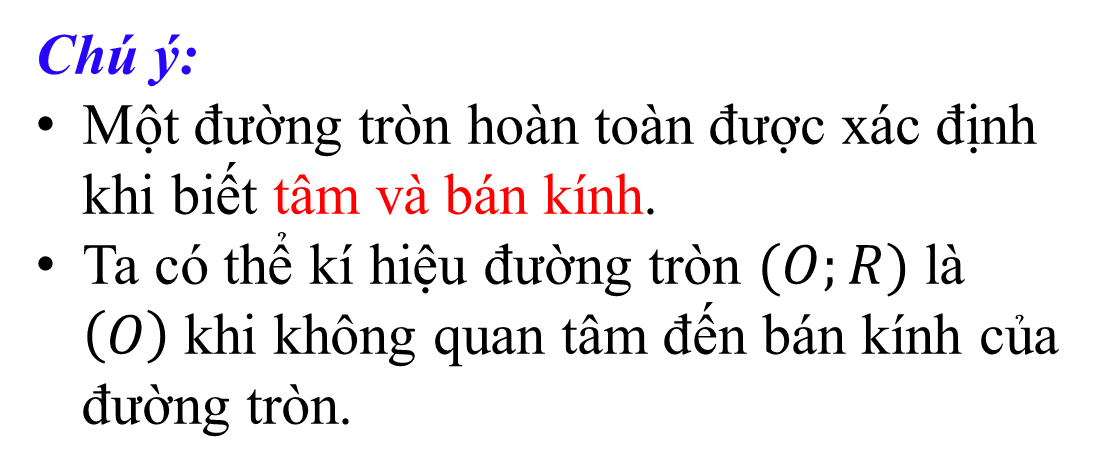 Chú ý:
• Một đường tròn hoàn toàn được xác định
khi biết tâm và bán kính.
• Ta có thể kí hiệu đường tròn (O; R) là
(O) khi không quan tâm đến bán kính của
đường tròn.